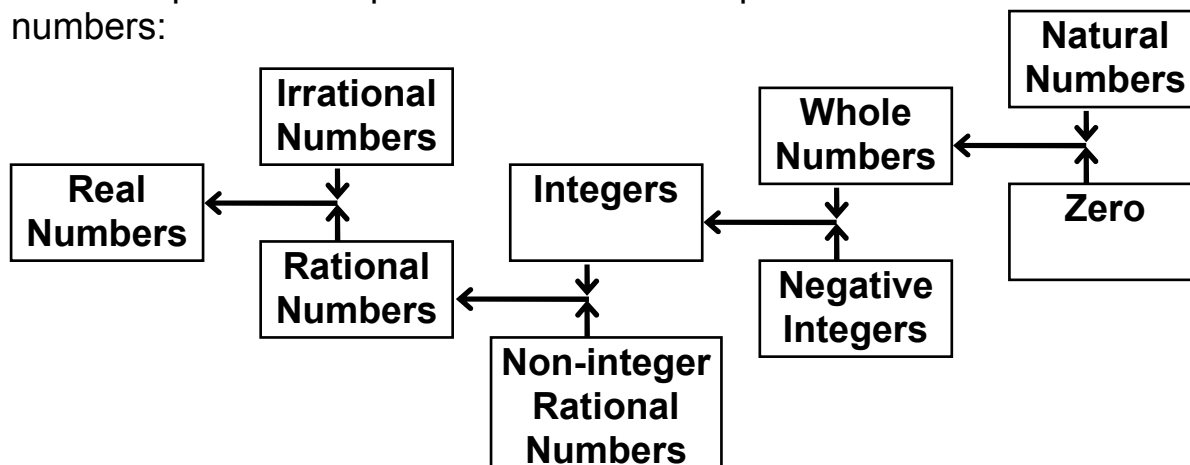 numbers:
Natural
Numbers
Irrational
Numbers
Whole
Numbers
Real
Numbers
Integers
Zero
Rational
Numbers
Negative
Integers
Non-integer
Rational
Numbers